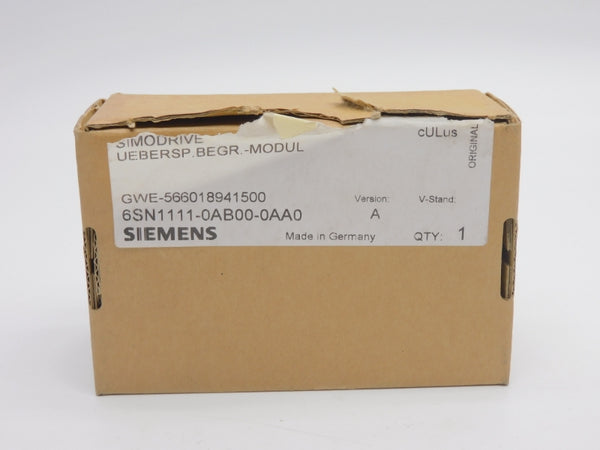 SIMODRIVE
UEBERSP.BEGR.-MODUL
cULus
ORIGINAL
GWE-566018941500
Version:
V-Stand:
6SN1111-0AB00-0AA0
A
SIEMENS
Made in Germany
QTY: 1